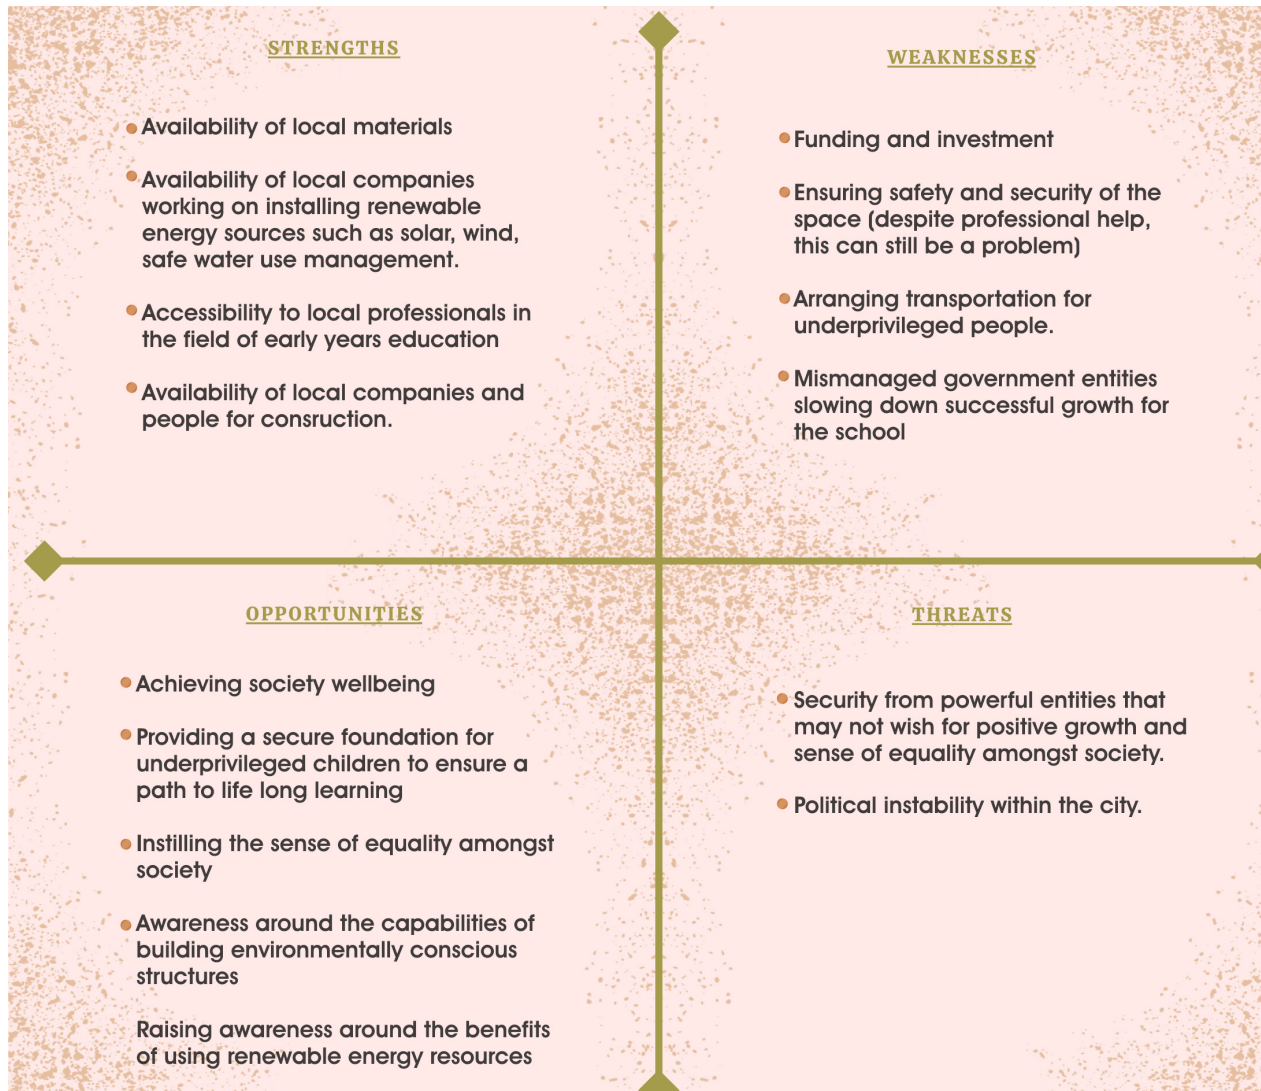 STRENGTHS
Availability of local materials
Availability of local companies
working on installing renewable
energy sources such as solar, wind,
safe water use management.
Accessibility to local professionals in
the field of early years education
Availability of local companies and
people for consruction.
WEAKNESSES
Funding and investment
Ensuring safety and security of the
space (despite professional help,
this can still be a problem)
Arranging transportation for
underprivileged people.
Mismanaged government entities
slowing down successful growth for
the school
OPPORTUNITIES
Achieving society wellbeing
Providing a secure foundation for
underprivileged children to ensure a
path to life long learning
Instilling the sense of equality amongst
society
Awareness around the capabilities of
building environmentally conscious
structures
Raising awareness around the benefits
of using renewable energy resources
THREATS
Security from powerful entities that
may not wish for positive growth and
sense of equality amongst society.
Political instability within the city.